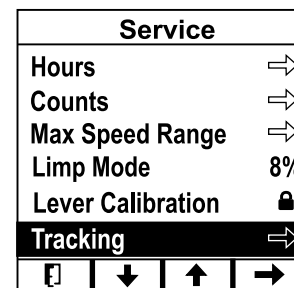 Service
Hours
Counts
Max Speed Range
Limp Mode 8%
Lever Calibration
Tracking